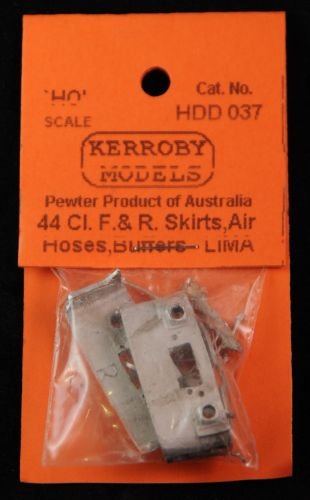 'HO'
SCALE
Cat. No.
HDD 037
KERROBY
MODELS
Pewter Product of Australia
44 Cl. F.& R. Skirts,Air
Hoses,Buffers- LIMA
R